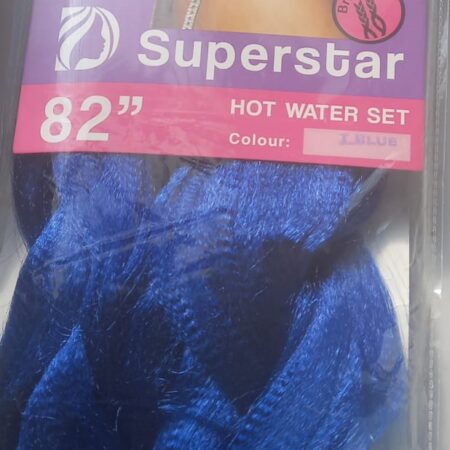 Superstar
82”
HOT WATER SET
Colour: I.BLUE